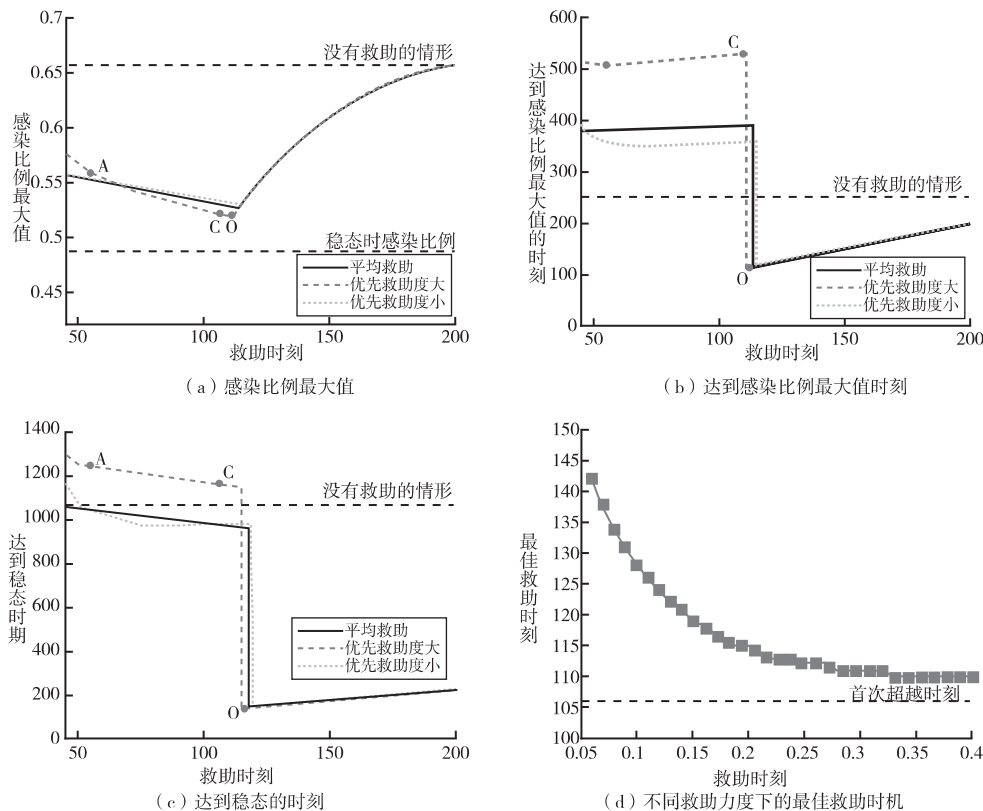 0.7
0.65
0.6
0.55
0.5
0.45
50
100
150
200
感染比例最大值
救助时刻
没有救助的情形
稳态时感染比例
A
C
O
平均救助
优先救助度大
优先救助度小
（a）感染比例最大值
600
500
400
300
200
100
0
50
100
150
200
达到感染比例最大值的时刻
救助时刻
C
没有救助的情形
O
平均救助
优先救助度大
优先救助度小
（b）达到感染比例最大值时刻
1400
1200
1000
800
600
400
200
0
50
100
150
200
达到稳态时期
救助时刻
A
C
没有救助的情形
O
平均救助
优先救助度大
优先救助度小
（c）达到稳态的时刻
150
145
140
135
130
125
120
115
110
105
100
0.05
0.1
0.15
0.2
0.25
0.3
0.35
0.4
最佳救助时刻
首次超越时刻
救助时刻
（d）不同救助力度下的最佳救助时机